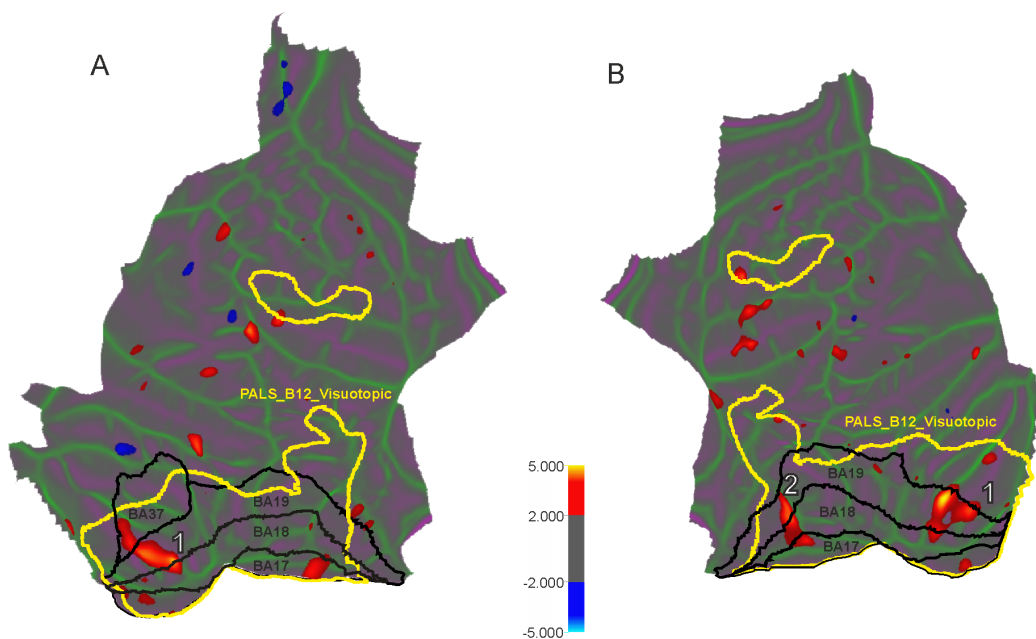 A
B
PALS_B12_Visuotopic
PALS_B12_Visuotopic
BA37
1
BA19
BA18
BA17
5.000
2.000
-2.000
-5.000
2
BA19
1
BA18
BA17